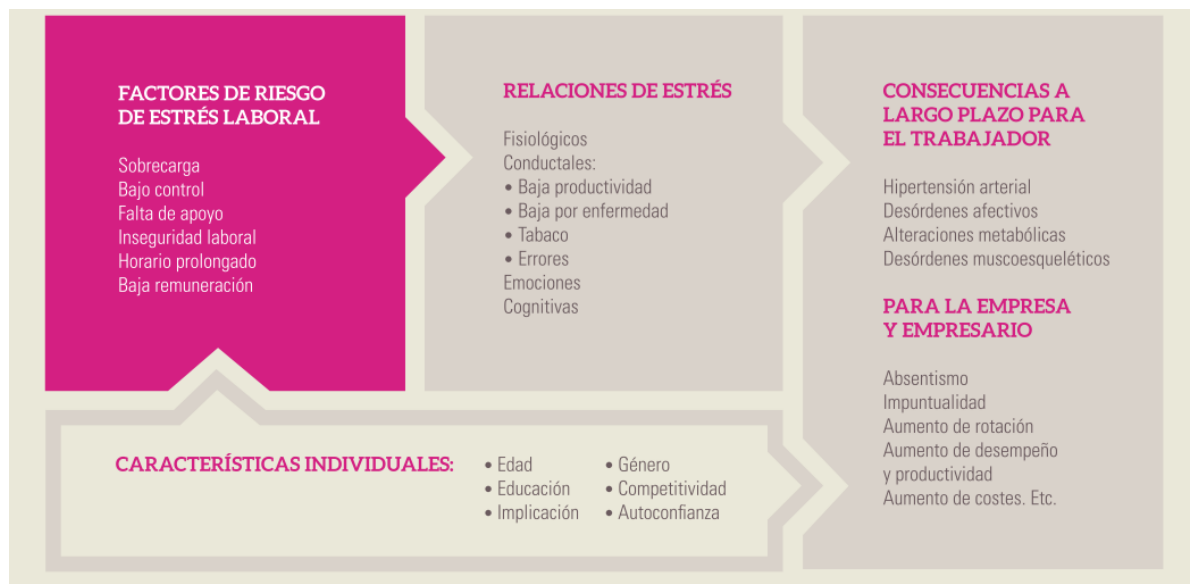 FACTORES DE RIESGO
DE ESTRÉS LABORAL
Sobrecarga
Bajo control
Falta de apoyo
Inseguridad laboral
Horario prolongado
Baja remuneración
RELACIONES DE ESTRÉS
Fisiológicos
Conductales:
• Baja productividad
• Baja por enfermedad
• Tabaco
• Errores
Emociones
Cognitivas
CONSECUENCIAS A
LARGO PLAZO PARA
EL TRABAJADOR
Hipertensión arterial
Desórdenes afectivos
Alteraciones metabólicas
Desórdenes muscoesqueléticos
PARA LA EMPRESA
Y EMPRESARIO
Absentismo
Impuntualidad
Aumento de rotación
Aumento de desempeño
y productividad
Aumento de costes. Etc.
CARACTERÍSTICAS INDIVIDUALES:
• Edad
• Educación
• Implicación
• Género
• Competitividad
• Autoconfianza